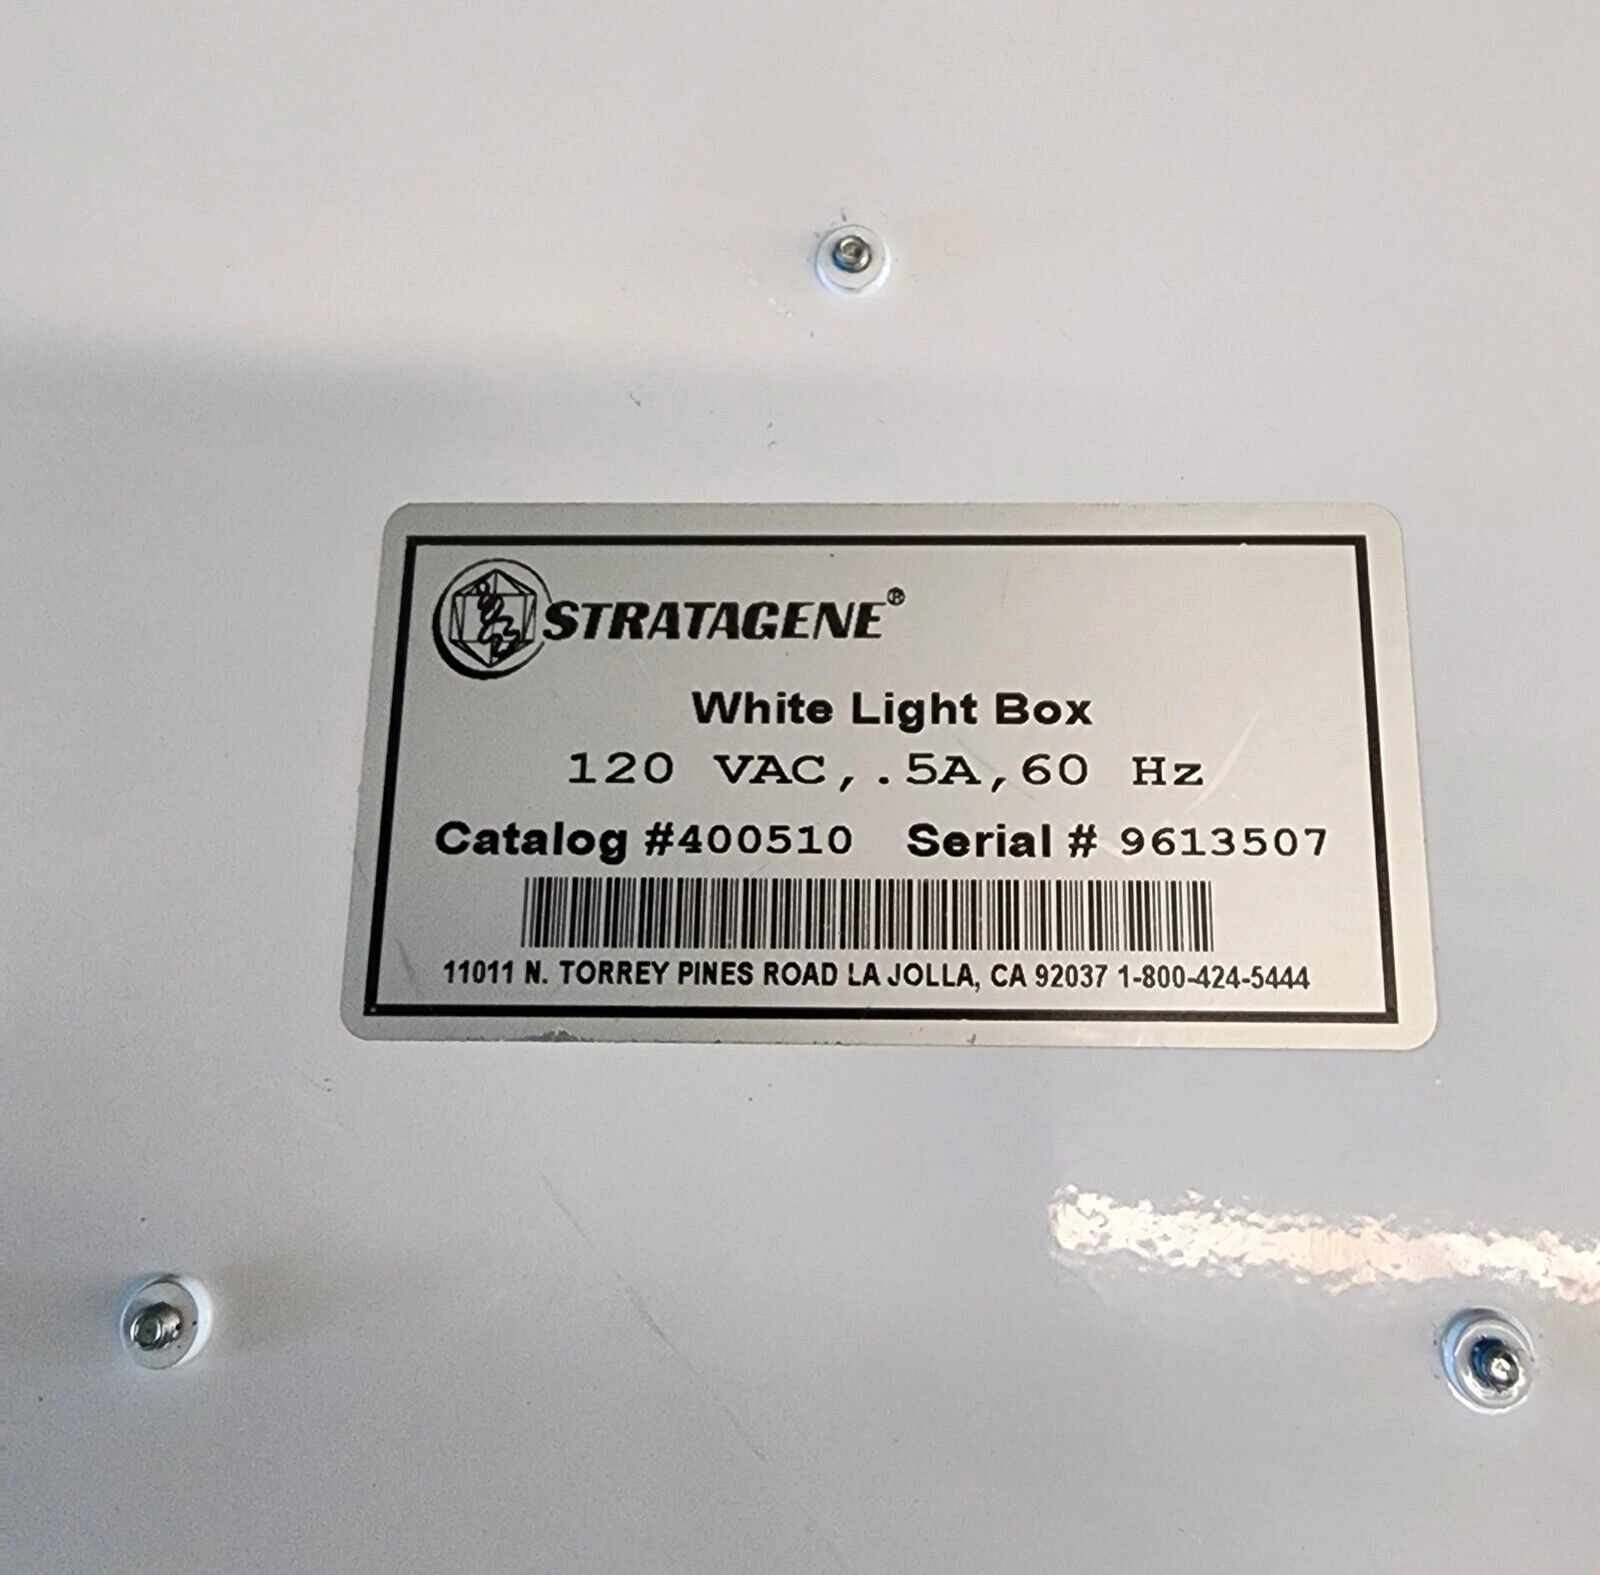 STRATAGENE®
White Light Box
120 VAC,.5A,60 Hz
Catalog #400510 Serial # 9613507
11011 N. TORREY PINES ROAD LA JOLLA, CA 92037 1-800-424-5444